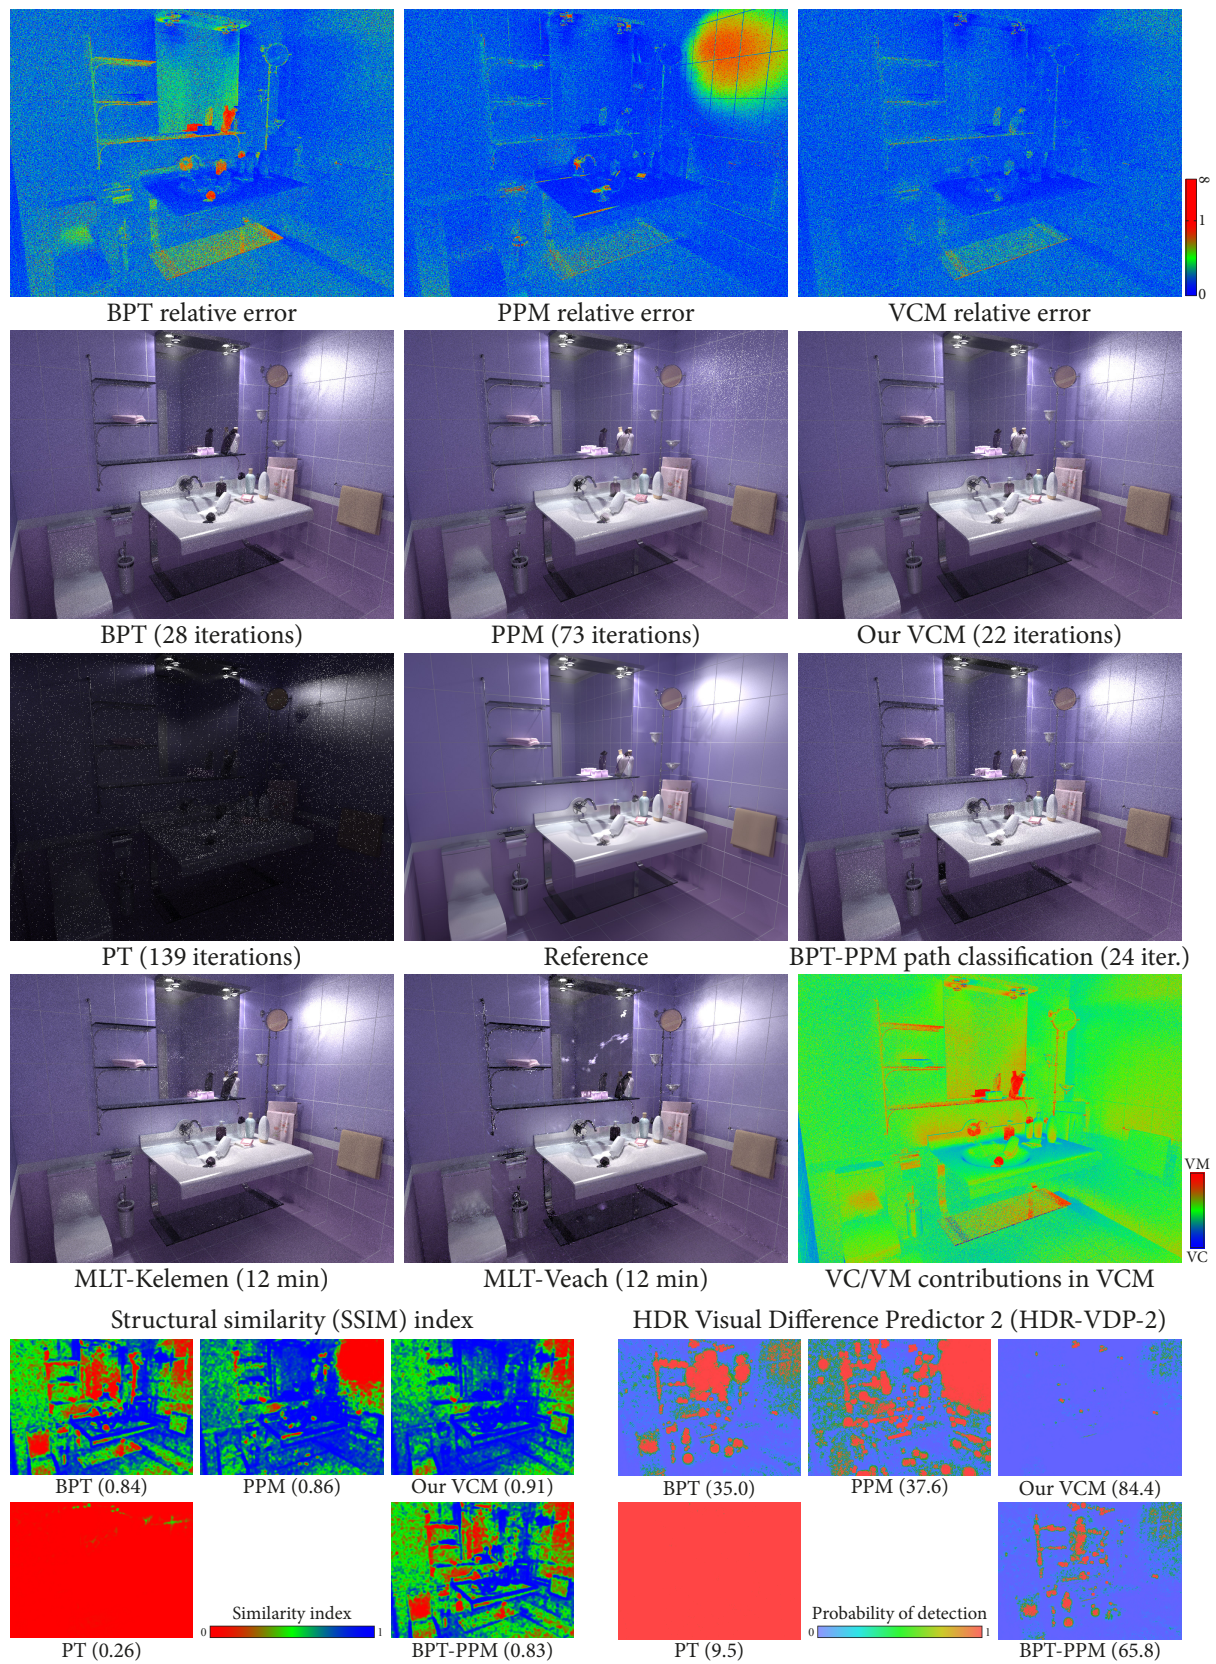 ∞
1
0
BPT relative error
PPM relative error
VCM relative error
BPT (28 iterations)
PPM (73 iterations)
Our VCM (22 iterations)
PT (139 iterations)
Reference
BPT-PPM path classification (24 iter.)
VM
VC
MLT-Kelemen (12 min)
MLT-Veach (12 min)
VC/VM contributions in VCM
Structural similarity (SSIM) index
BPT (0.84)
PPM (0.86)
Our VCM (0.91)
Similarity index
0
1
PT (0.26)
BPT-PPM (0.83)
HDR Visual Difference Predictor 2 (HDR-VDP-2)
BPT (35.0)
PPM (37.6)
Our VCM (84.4)
Probability of detection
0
1
PT (9.5)
BPT-PPM (65.8)